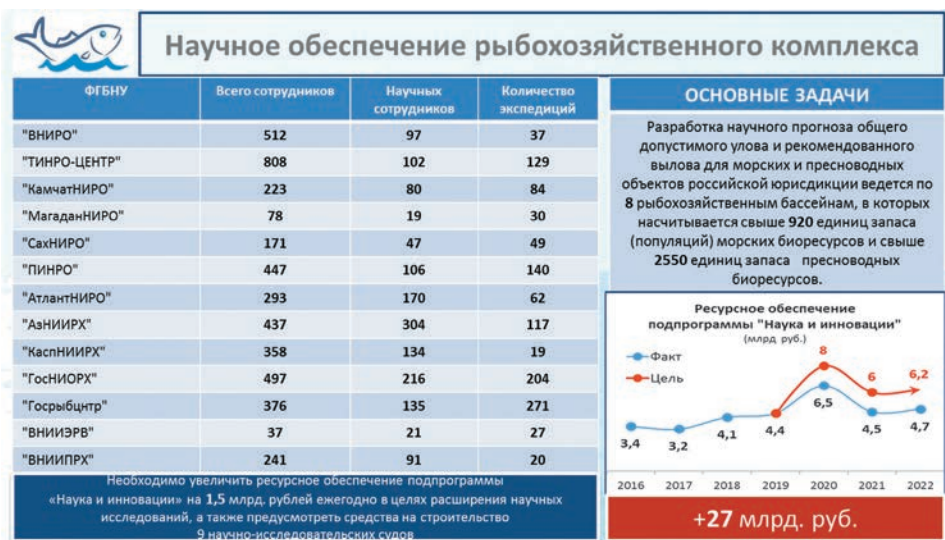 Научное обеспечение рыбохозяйственного комплекса
ФГБНУ Всего сотрудников Научных сотрудников Количество экспедиций
"ВНИРО" 512 97 37
"ТИНРО-ЦЕНТР" 808 102 129
"КамчатНИРО" 223 80 84
"МагаданНИРО" 78 19 30
"СахНИРО" 171 47 49
"ПИНРО" 447 106 140
"АтлантНИРО" 293 170 62
"АзНИИРХ" 437 304 117
"КаспНИИРХ" 358 134 19
"ГосНИОРХ" 497 216 204
"Госрыбцнтр" 376 135 271
"ВНИИЭРВ" 37 21 27
"ВНИИПРХ" 241 91 20
Необходимо увеличить ресурсное обеспечение подпрограммы
«Наука и инновации» на 1,5 млрд. рублей ежегодно в целях расширения научных
исследований, а также предусмотреть средства на строительство
9 научно-исследовательских судов
ОСНОВНЫЕ ЗАДАЧИ
Разработка научного прогноза общего
допустимого улова и рекомендованного
вылова для морских и пресноводных
объектов российской юрисдикции ведется по
8 рыбохозяйственным бассейнам, в которых
насчитывается свыше 920 единиц запаса
(популяций) морских биоресурсов и свыше
2550 единиц запаса пресноводных
биоресурсов.
Ресурсное обеспечение
подпрограммы "Наука и инновации"
(млрд руб.)
Факт
Цель
8 6 6,2
3,4 3,2 4,1 4,4 6,5 4,5 4,7
2016 2017 2018 2019 2020 2021 2022
+27 млрд. руб.